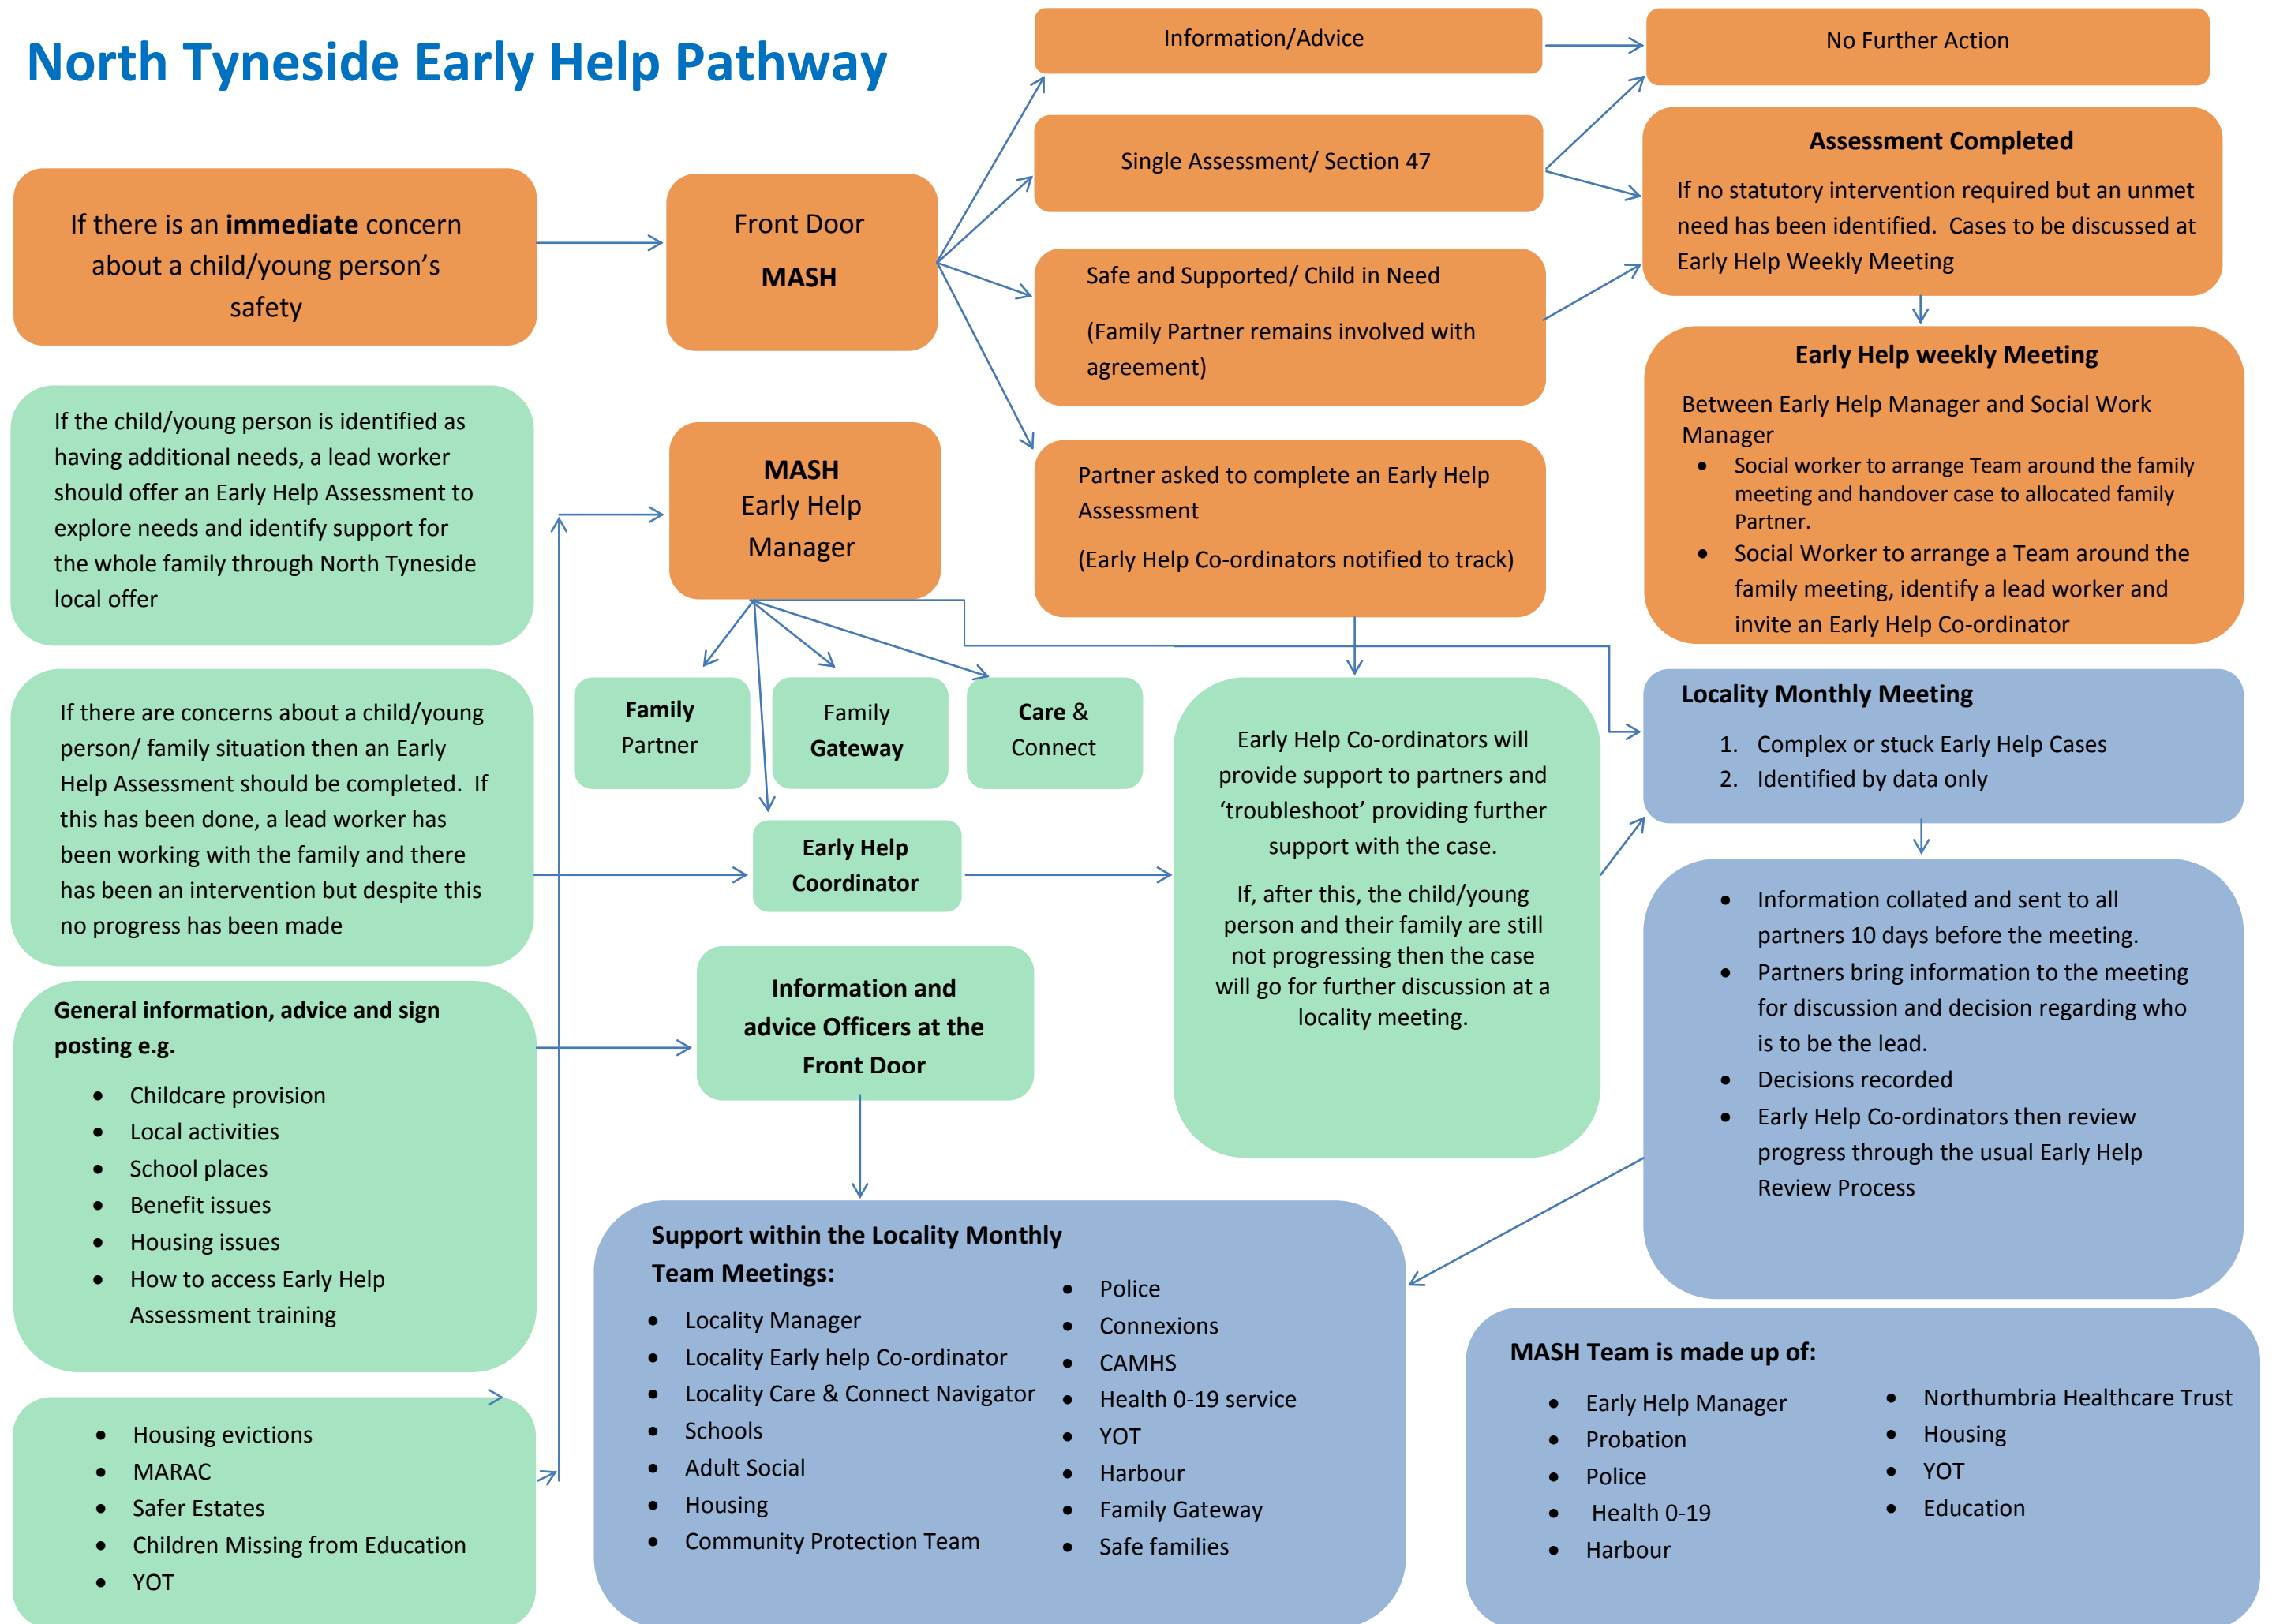 North Tyneside Early Help Pathway
Information/Advice
No Further Action
Single Assessment/ Section 47
Assessment Completed
If no statutory intervention required but an unmet
need has been identified.  Cases to be discussed at
Early Help Weekly Meeting
If there is an immediate concern
about a child/young person's
safety
Front Door
MASH
Safe and Supported/ Child in Need
(Family Partner remains involved with
agreement)
Early Help weekly Meeting
Between Early Help Manager and Social Work
Manager
• Social worker to arrange Team around the family
meeting and handover case to allocated family
Partner.
• Social Worker to arrange a Team around the
family meeting, identify a lead worker and
invite an Early Help Co-ordinator
If the child/young person is identified as
having additional needs, a lead worker
should offer an Early Help Assessment to
explore needs and identify support for
the whole family through North Tyneside
local offer
MASH
Early Help
Manager
Partner asked to complete an Early Help
Assessment
(Early Help Co-ordinators notified to track)
If there are concerns about a child/young
person/ family situation then an Early
Help Assessment should be completed.  If
this has been done, a lead worker has
been working with the family and there
has been an intervention but despite this
no progress has been made
Family
Partner
Family
Gateway
Care &
Connect
Early Help
Coordinator
Early Help Co-ordinators will
provide support to partners and
‘troubleshoot’ providing further
support with the case.
If, after this, the child/young
person and their family are still
not progressing then the case
will go for further discussion at a
locality meeting.
Locality Monthly Meeting
1. Complex or stuck Early Help Cases
2. Identified by data only
• Information collated and sent to all
partners 10 days before the meeting.
• Partners bring information to the meeting
for discussion and decision regarding who
is to be the lead.
• Decisions recorded
• Early Help Co-ordinators then review
progress through the usual Early Help
Review Process
General information, advice and sign
posting e.g.
• Childcare provision
• Local activities
• School places
• Benefit issues
• Housing issues
• How to access Early Help
Assessment training
Information and
advice Officers at the
Front Door
• Housing evictions
• MARAC
• Safer Estates
• Children Missing from Education
• YOT
Support within the Locality Monthly
Team Meetings:
• Locality Manager
• Locality Early help Co-ordinator
• Locality Care & Connect Navigator
• Schools
• Adult Social
• Housing
• Community Protection Team
• Police
• Connexions
• CAMHS
• Health 0-19 service
• YOT
• Harbour
• Family Gateway
• Safe families
MASH Team is made up of:
• Early Help Manager
• Probation
• Police
• Health 0-19
• Harbour
• Northumbria Healthcare Trust
• Housing
• YOT
• Education